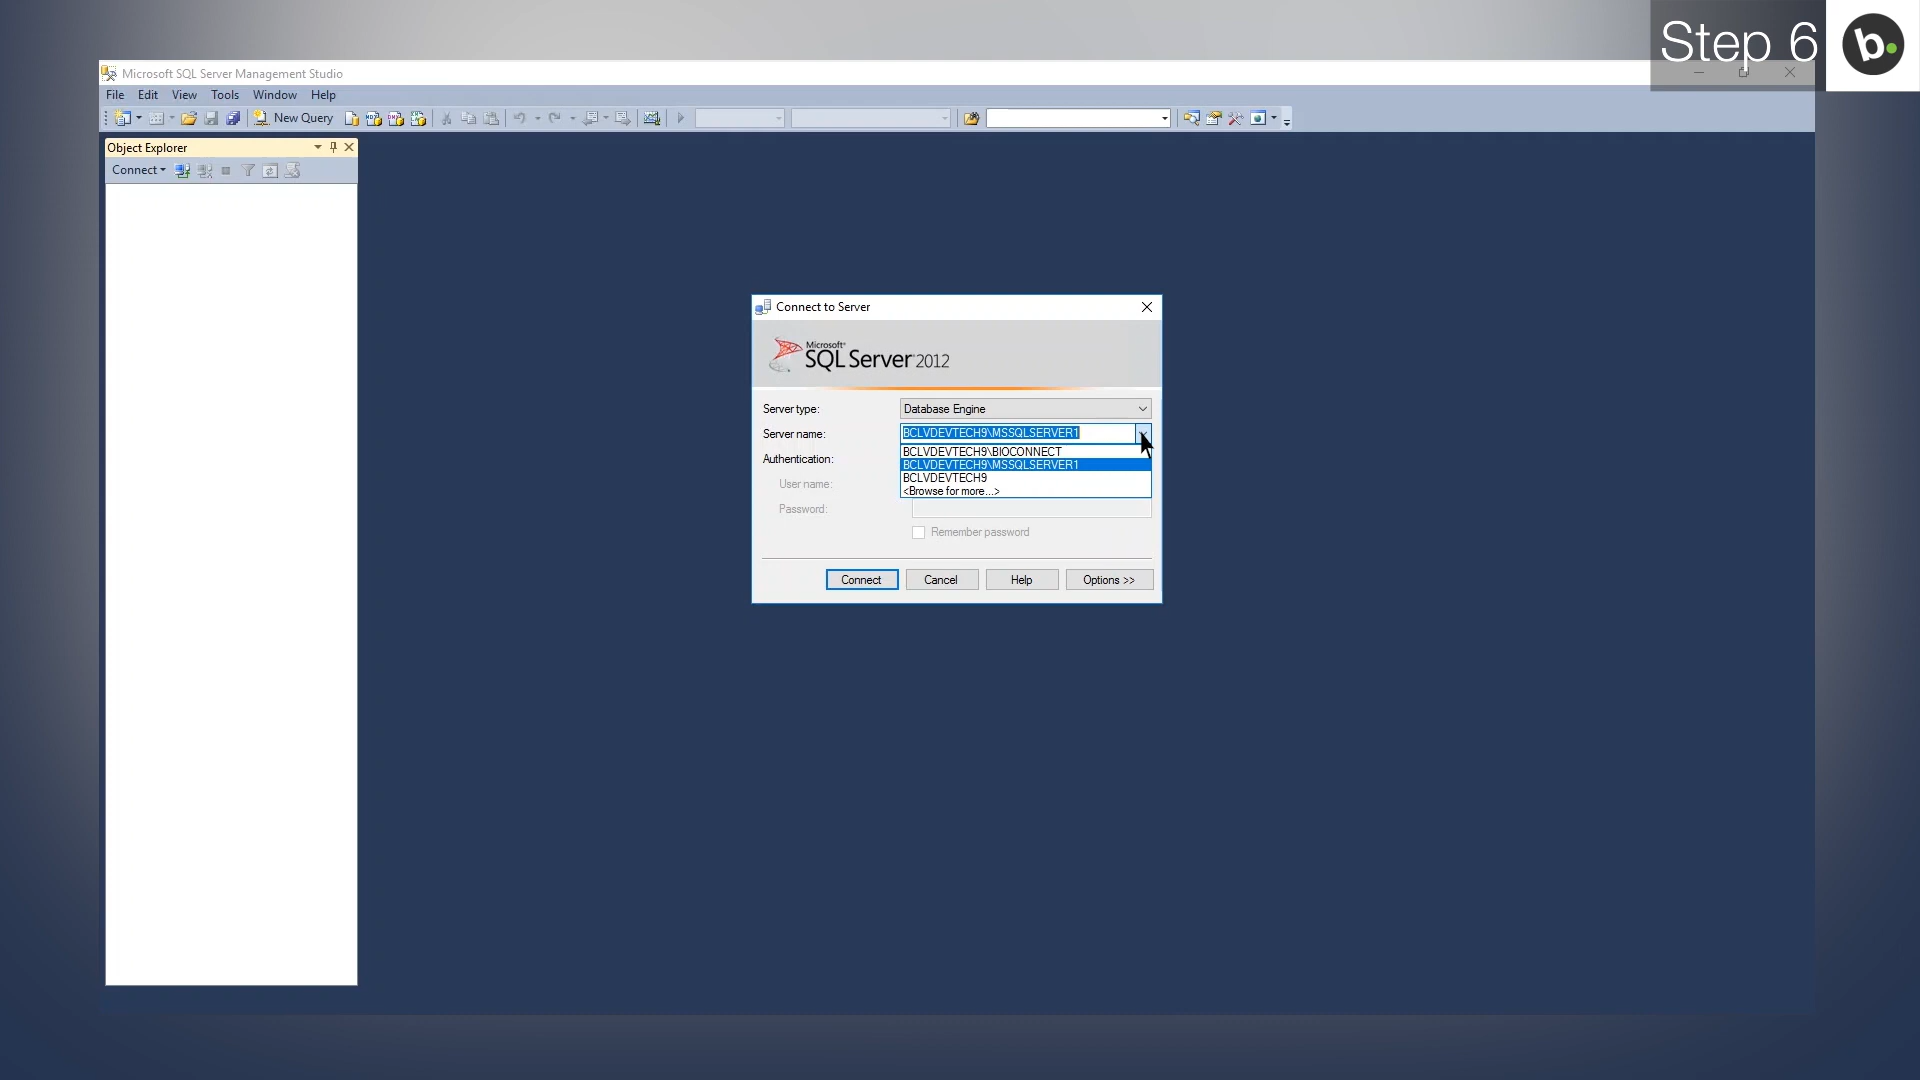 Step 6
b.
Microsoft SQL Server Management Studio
File Edit View Tools Window Help
New Query
Object Explorer
Connect
Connect to Server
Microsoft
SQL Server 2012
Server type: Database Engine
Server name: BCLVDEVTECH9\MSSQLSERVER1
BCLVDEVTECH9\BIOCONNECT
BCLVDEVTECH9\MSSQLSERVER1
BCLVDEVTECH9
<Browse for more...>
Authentication:
User name:
Password:
Remember password
Connect Cancel Help Options >>